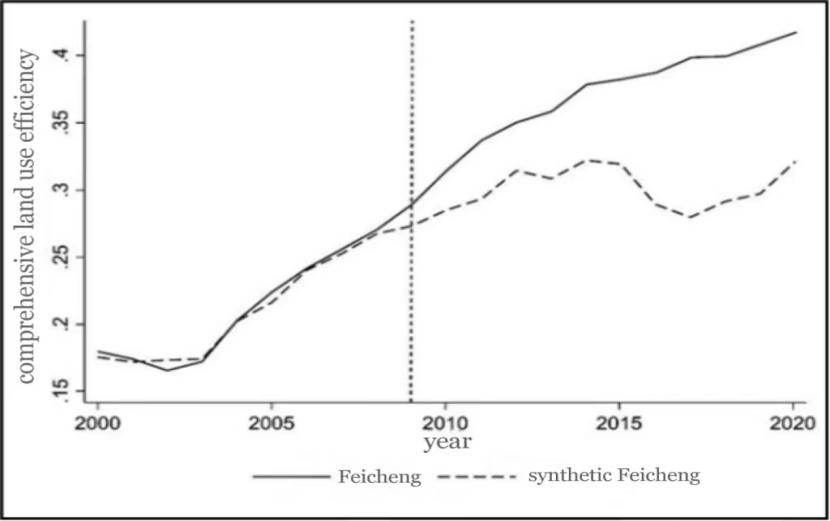 comprehensive land use efficiency
.4
.35
.3
.25
.2
.15
2000 2005 2010 2015 2020
year
Feicheng synthetic Feicheng